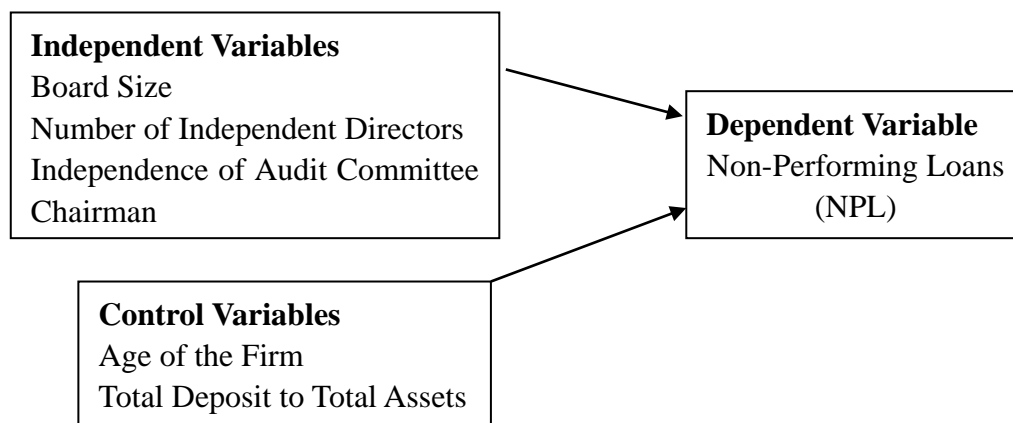 Independent Variables
Board Size
Number of Independent Directors
Independence of Audit Committee
Chairman
Dependent Variable
Non-Performing Loans
(NPL)
Control Variables
Age of the Firm
Total Deposit to Total Assets